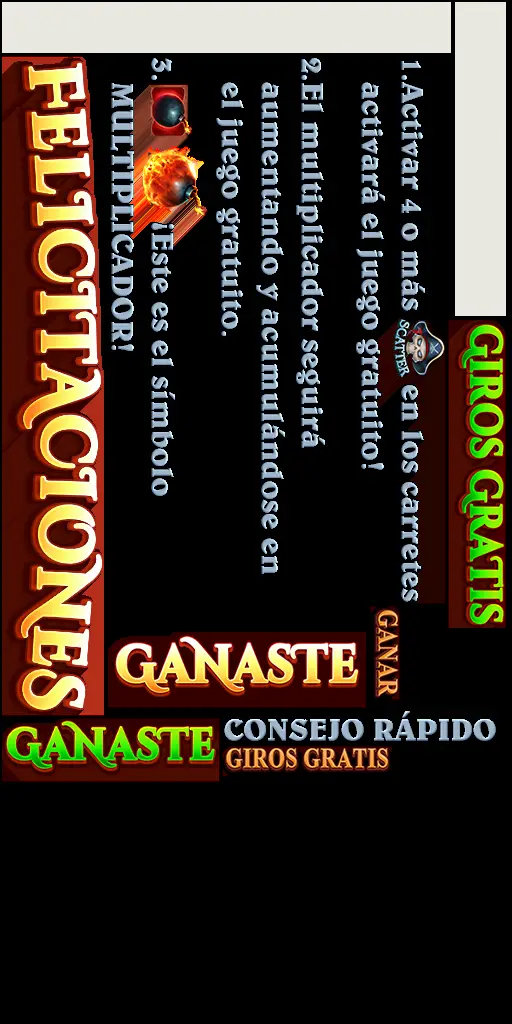 1.Activar 4 o más SCATTER en los carretes
activará el juego gratuito!
2.El multiplicador seguirá
aumentando y acumulándose en
el juego gratuito.
3. ¡Este es el símbolo
MULTIPLICADOR!
FELICITACIONES
GIROS GRATIS
GANASTE
GANAR
GANASTE
CONSEJO RÁPIDO
GIROS GRATIS